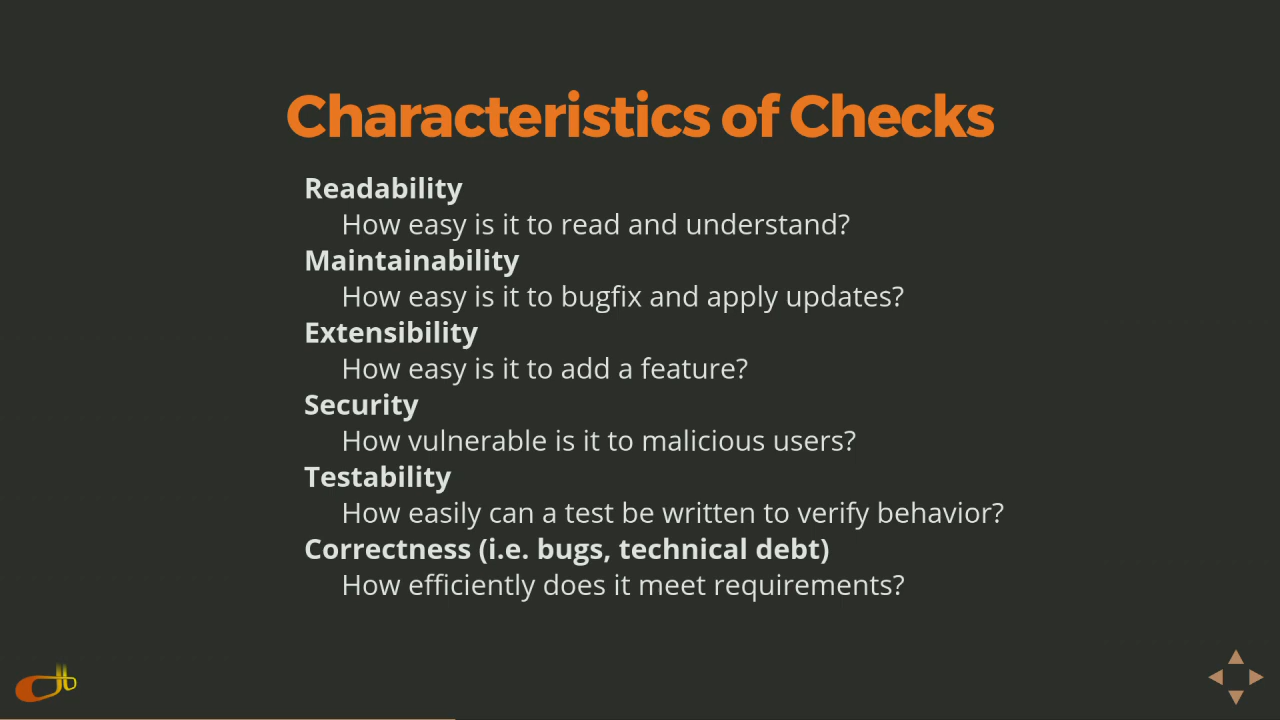 Characteristics of Checks
Readability
How easy is it to read and understand?
Maintainability
How easy is it to bugfix and apply updates?
Extensibility
How easy is it to add a feature?
Security
How vulnerable is it to malicious users?
Testability
How easily can a test be written to verify behavior?
Correctness (i.e. bugs, technical debt)
How efficiently does it meet requirements?